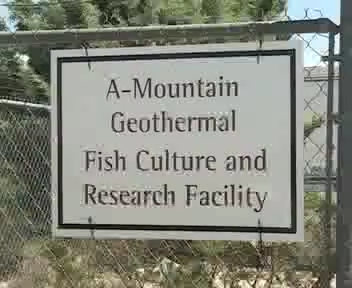 A-Mountain
Geothermal
Fish Culture and
Research Facility